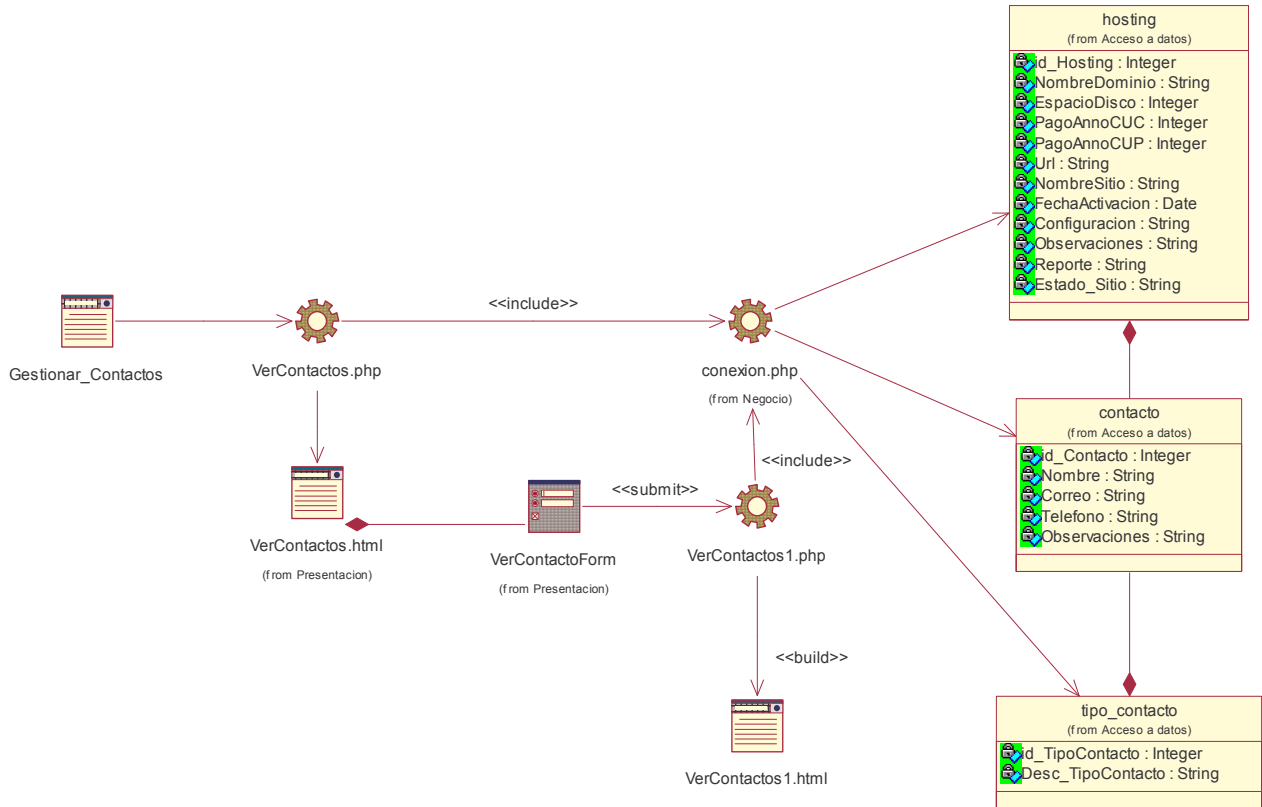 hosting
(from Acceso a datos)
id_Hosting : Integer
NombreDominio : String
EspacioDisco : Integer
PagoAnnoCUC : Integer
PagoAnnoCUP : Integer
Url : String
NombreSitio : String
FechaActivacion : Date
Configuracion : String
Observaciones : String
Reporte : String
Estado_Sitio : String
Gestionar_Contactos
VerContactos.php
<<include>>
conexion.php
(from Negocio)
contacto
(from Acceso a datos)
id_Contacto : Integer
Nombre : String
Correo : String
Telefono : String
Observaciones : String
<<include>>
VerContactos.html
(from Presentacion)
VerContactoForm
(from Presentacion)
<<submit>>
VerContactos1.php
<<build>>
VerContactos1.html
tipo_contacto
(from Acceso a datos)
id_TipoContacto : Integer
Desc_TipoContacto : String